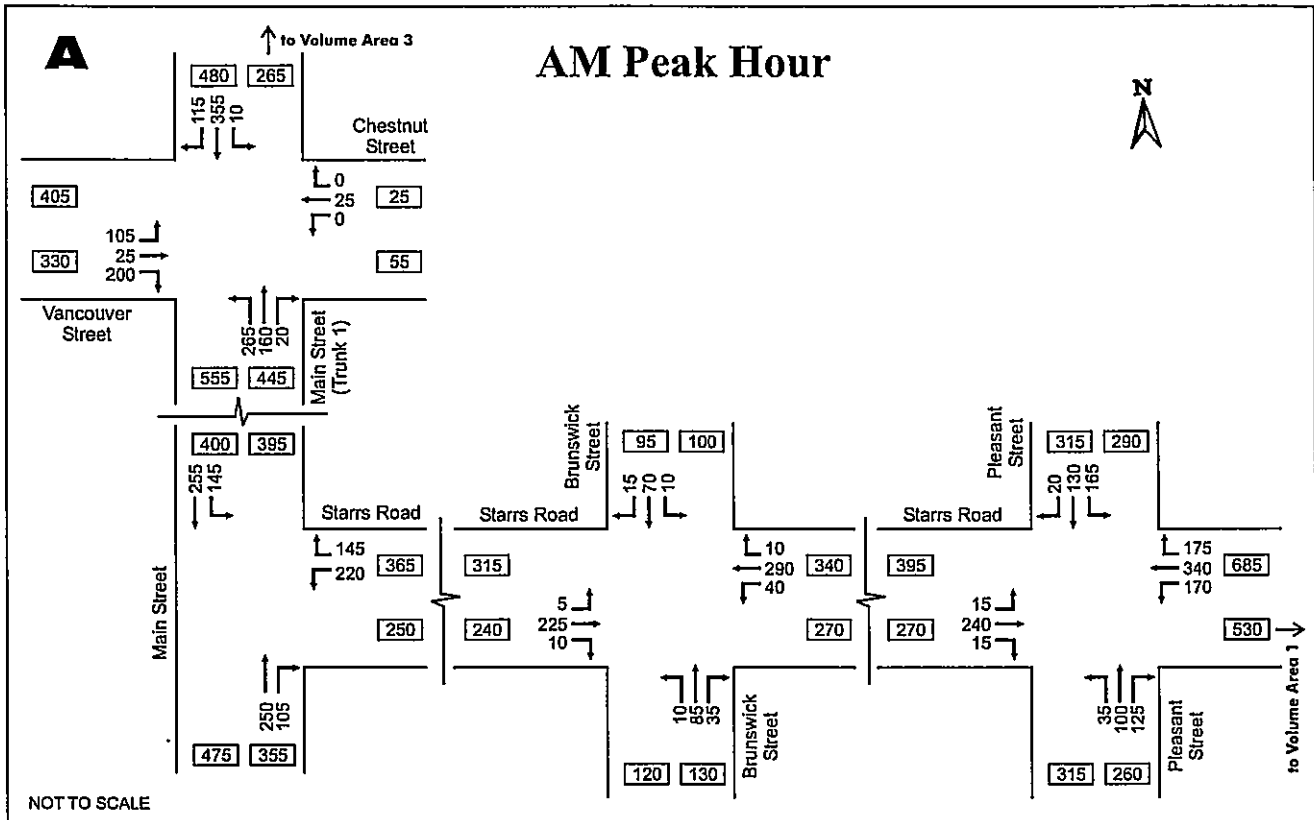 A
to Volume Area 3
AM Peak Hour
N
480 265
115
355
10
Chestnut
Street
405
0
25
0
25
105
25
200
330
55
Vancouver
Street
265
160
20
Main Street
(Trunk 1)
555 445
400 395
255
145
Starrs Road
145
220
365
250
Main Street
250
105
475 355
Brunswick
Street
95 100
15
70
10
Starrs Road
315
10
290
40
340
5
225
10
240
270
10
85
35
Brunswick
Street
120 130
Pleasant
Street
315 290
20
130
165
Starrs Road
395
175
340
170
685
15
240
15
270
530
to Volume Area 1
35
100
125
Pleasant
Street
315 260
NOT TO SCALE